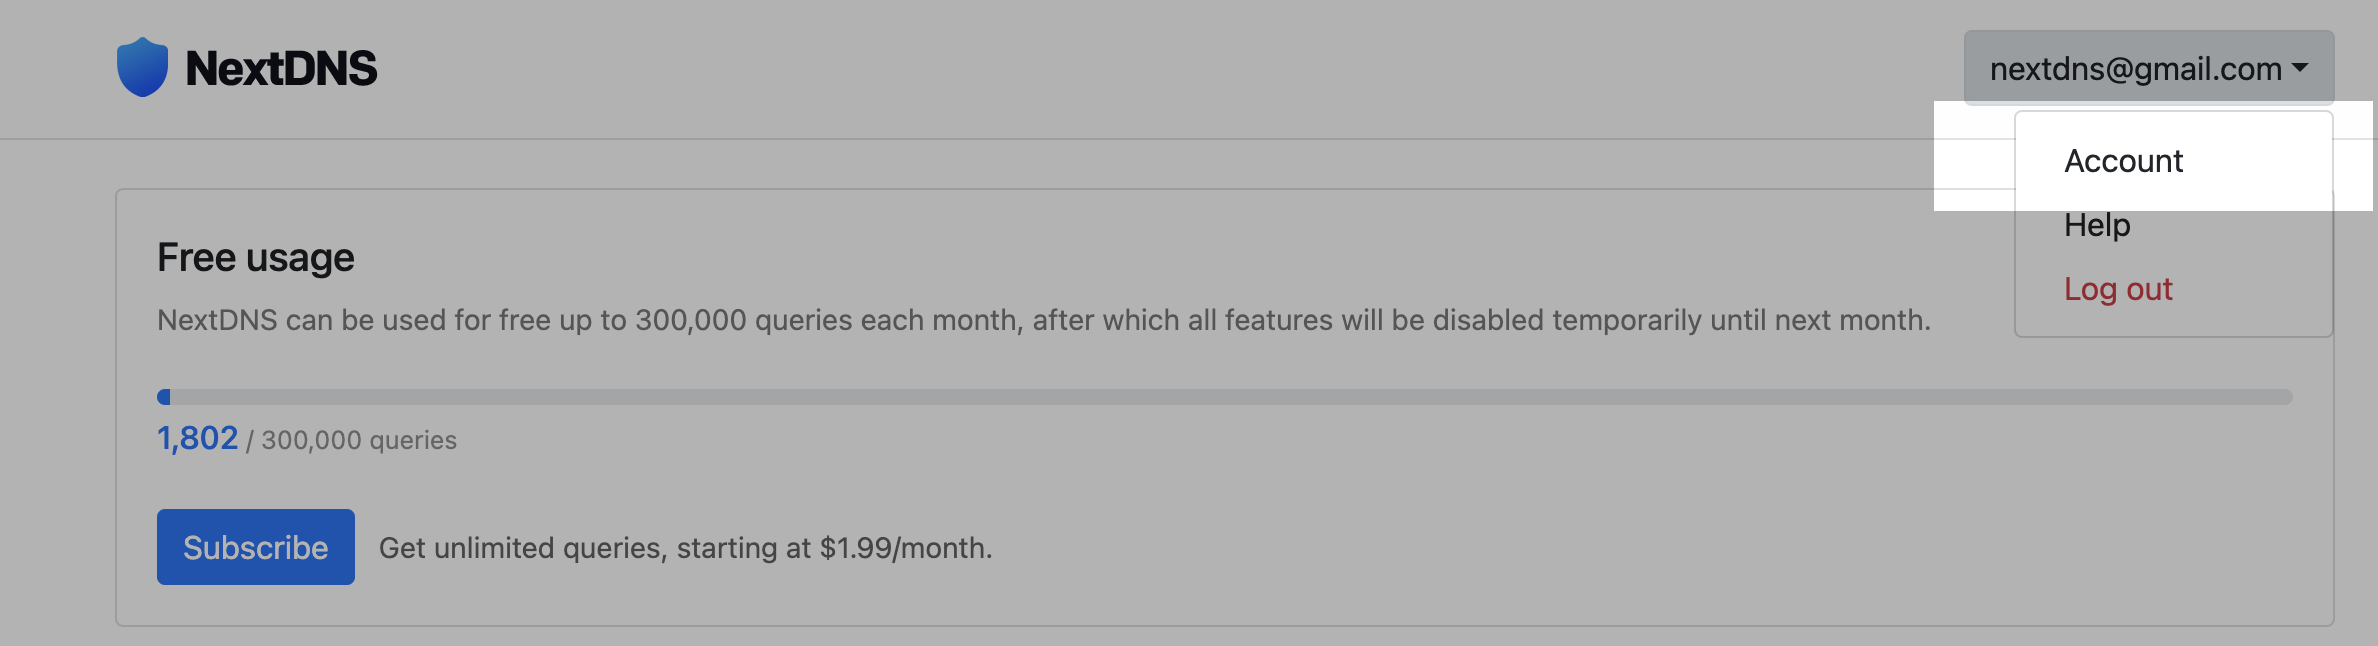 NextDNS
nextdns@gmail.com
Account
Help
Log out
Free usage
NextDNS can be used for free up to 300,000 queries each month, after which all features will be disabled temporarily until next month.
1,802 / 300,000 queries
Subscribe
Get unlimited queries, starting at $1.99/month.